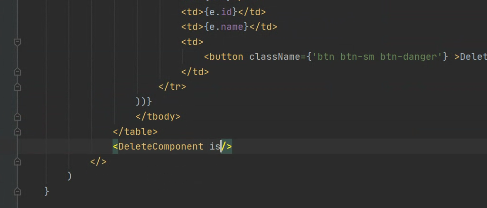 <td>{e.id}</td>
<td>{e.name}</td>
<td>
<button className={'btn btn-sm btn-danger'} >Delet
</td>
</tr>
))}
</tbody>
</table>
<DeleteComponent is/>
</>
)
}